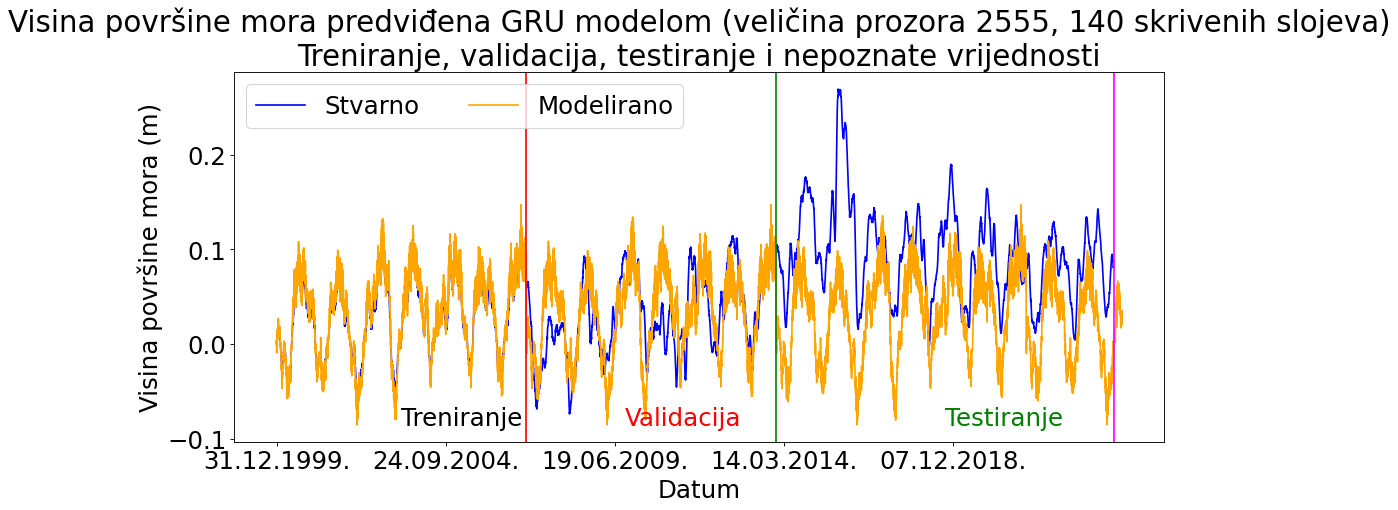 Visina površine mora predviđena GRU modelom (veličina prozora 2555, 140 skrivenih slojeva)
Treniranje, validacija, testiranje i nepoznate vrijednosti
Stvarno
Modelirano
Visina površine mora (m)
0.2
0.1
0.0
−0.1
Treniranje
Validacija
Testiranje
31.12.1999.
24.09.2004.
19.06.2009.
14.03.2014.
07.12.2018.
Datum